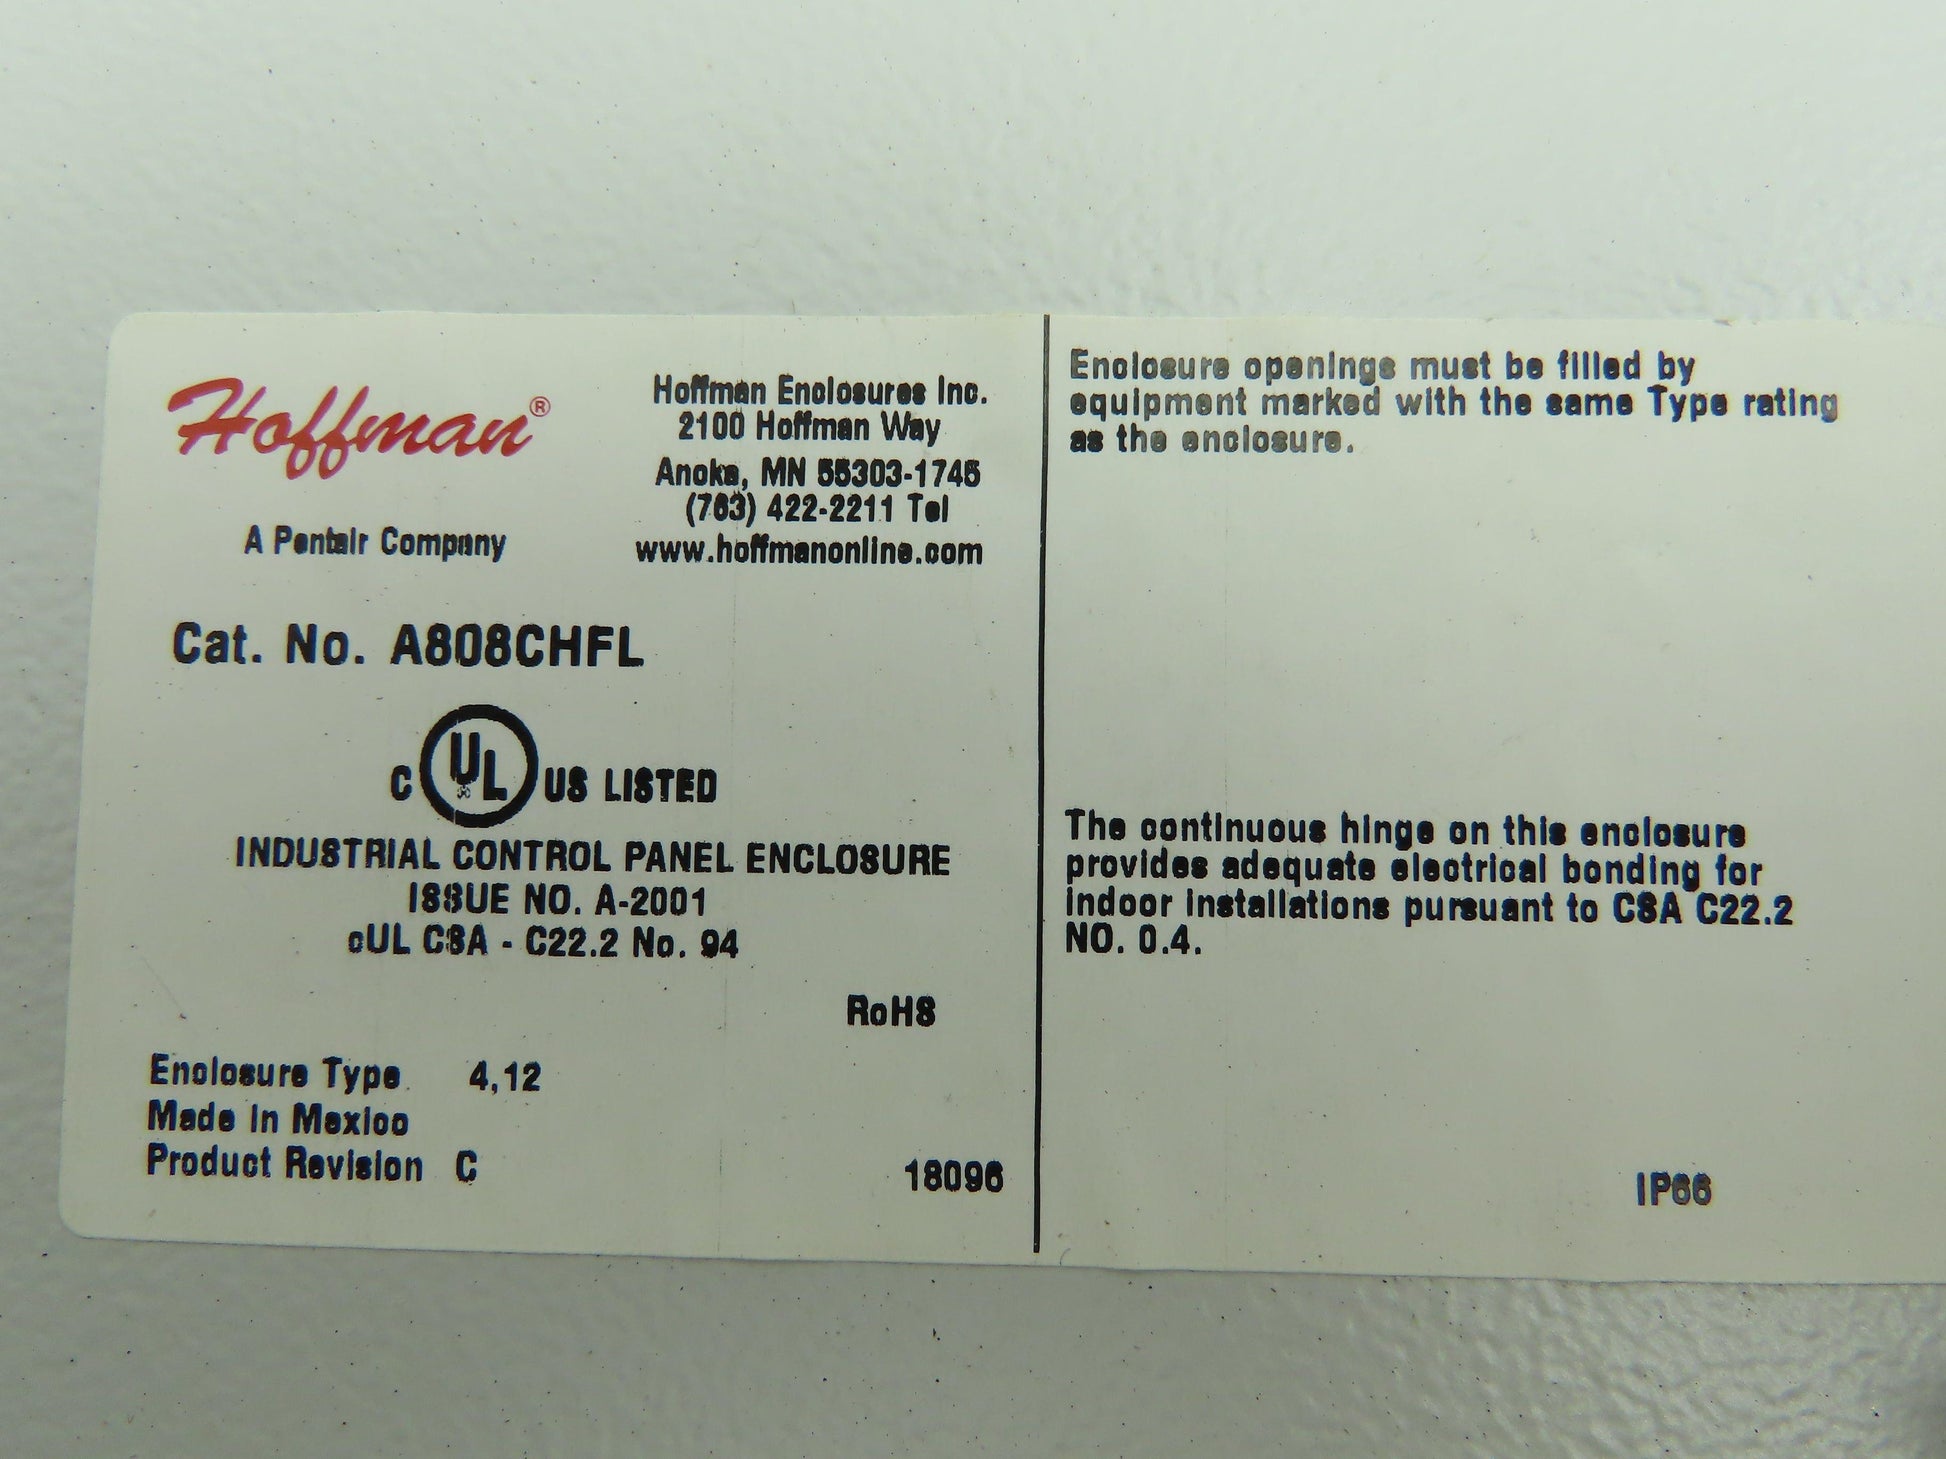 Hoffman®
A Pentair Company
Hoffman Enclosures Inc.
2100 Hoffman Way
Anoka, MN 55303-1745
(763) 422-2211 Tel
www.hoffmanonline.com
Cat. No. A808CHFL
C UL US LISTED
INDUSTRIAL CONTROL PANEL ENCLOSURE
ISSUE NO. A-2001
cUL CSA - C22.2 No. 94
RoHS
Enclosure Type 4,12
Made in Mexico
Product Revision C
18096
Enclosure openings must be filled by
equipment marked with the same Type rating
as the enclosure.
The continuous hinge on this enclosure
provides adequate electrical bonding for
indoor installations pursuant to CSA C22.2
NO. 0.4.
IP66